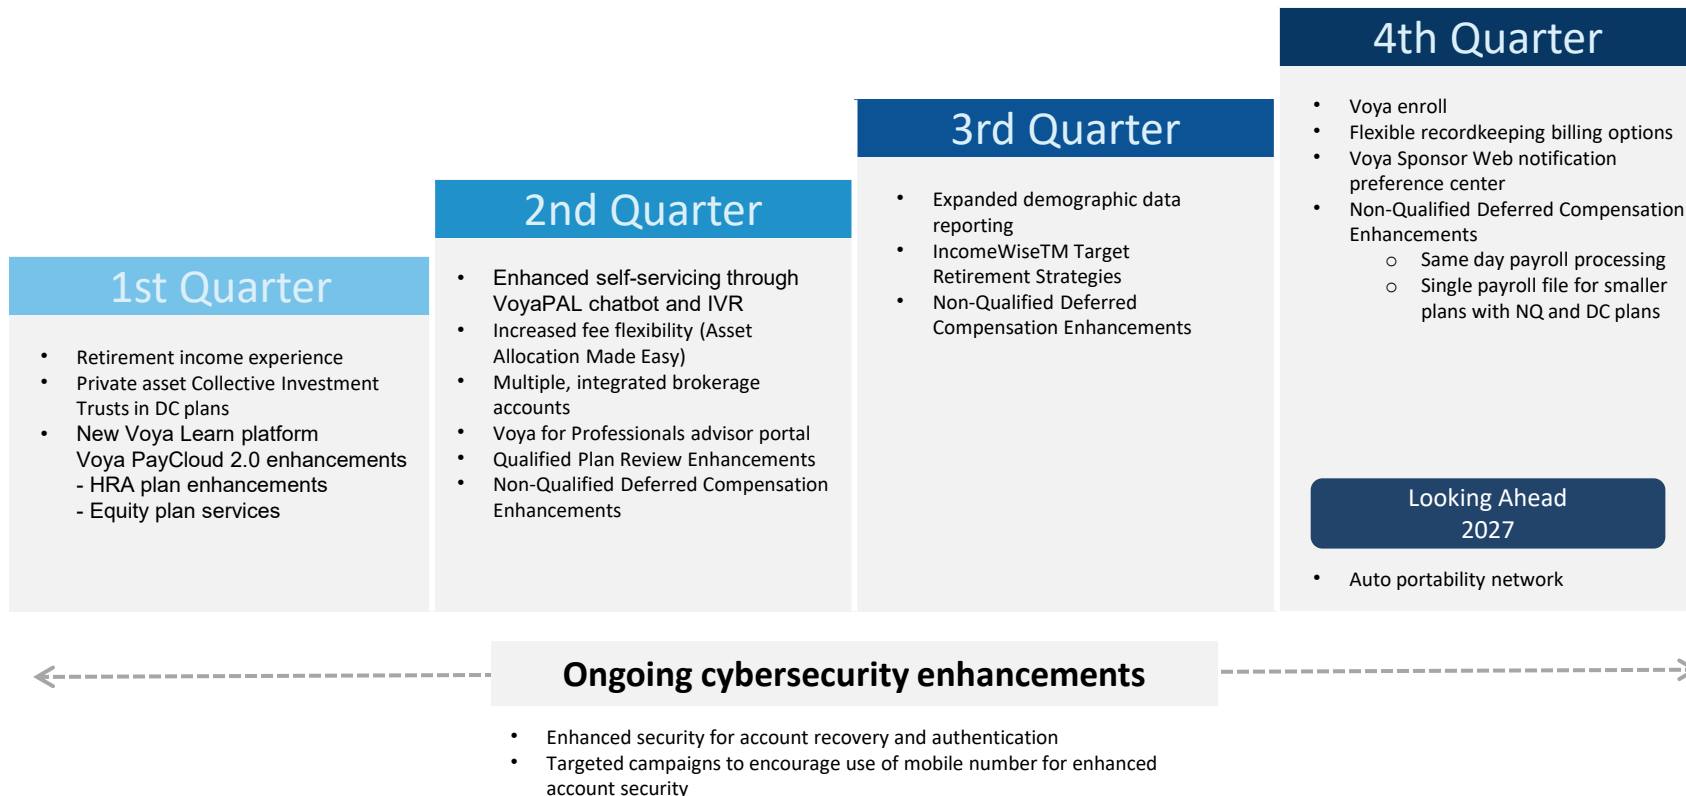 1st Quarter
• Retirement income experience
• Private asset Collective Investment
Trusts in DC plans
• New Voya Learn platform
Voya PayCloud 2.0 enhancements
- HRA plan enhancements
- Equity plan services
2nd Quarter
• Enhanced self-servicing through
VoyaPAL chatbot and IVR
• Increased fee flexibility (Asset
Allocation Made Easy)
• Multiple, integrated brokerage
accounts
• Voya for Professionals advisor portal
• Qualified Plan Review Enhancements
• Non-Qualified Deferred Compensation
Enhancements
3rd Quarter
• Expanded demographic data
reporting
• IncomeWiseTM Target
Retirement Strategies
• Non-Qualified Deferred
Compensation Enhancements
4th Quarter
• Voya enroll
• Flexible recordkeeping billing options
• Voya Sponsor Web notification
preference center
• Non-Qualified Deferred Compensation
Enhancements
o Same day payroll processing
o Single payroll file for smaller
plans with NQ and DC plans
Looking Ahead
2027
• Auto portability network
Ongoing cybersecurity enhancements
• Enhanced security for account recovery and authentication
• Targeted campaigns to encourage use of mobile number for enhanced
account security